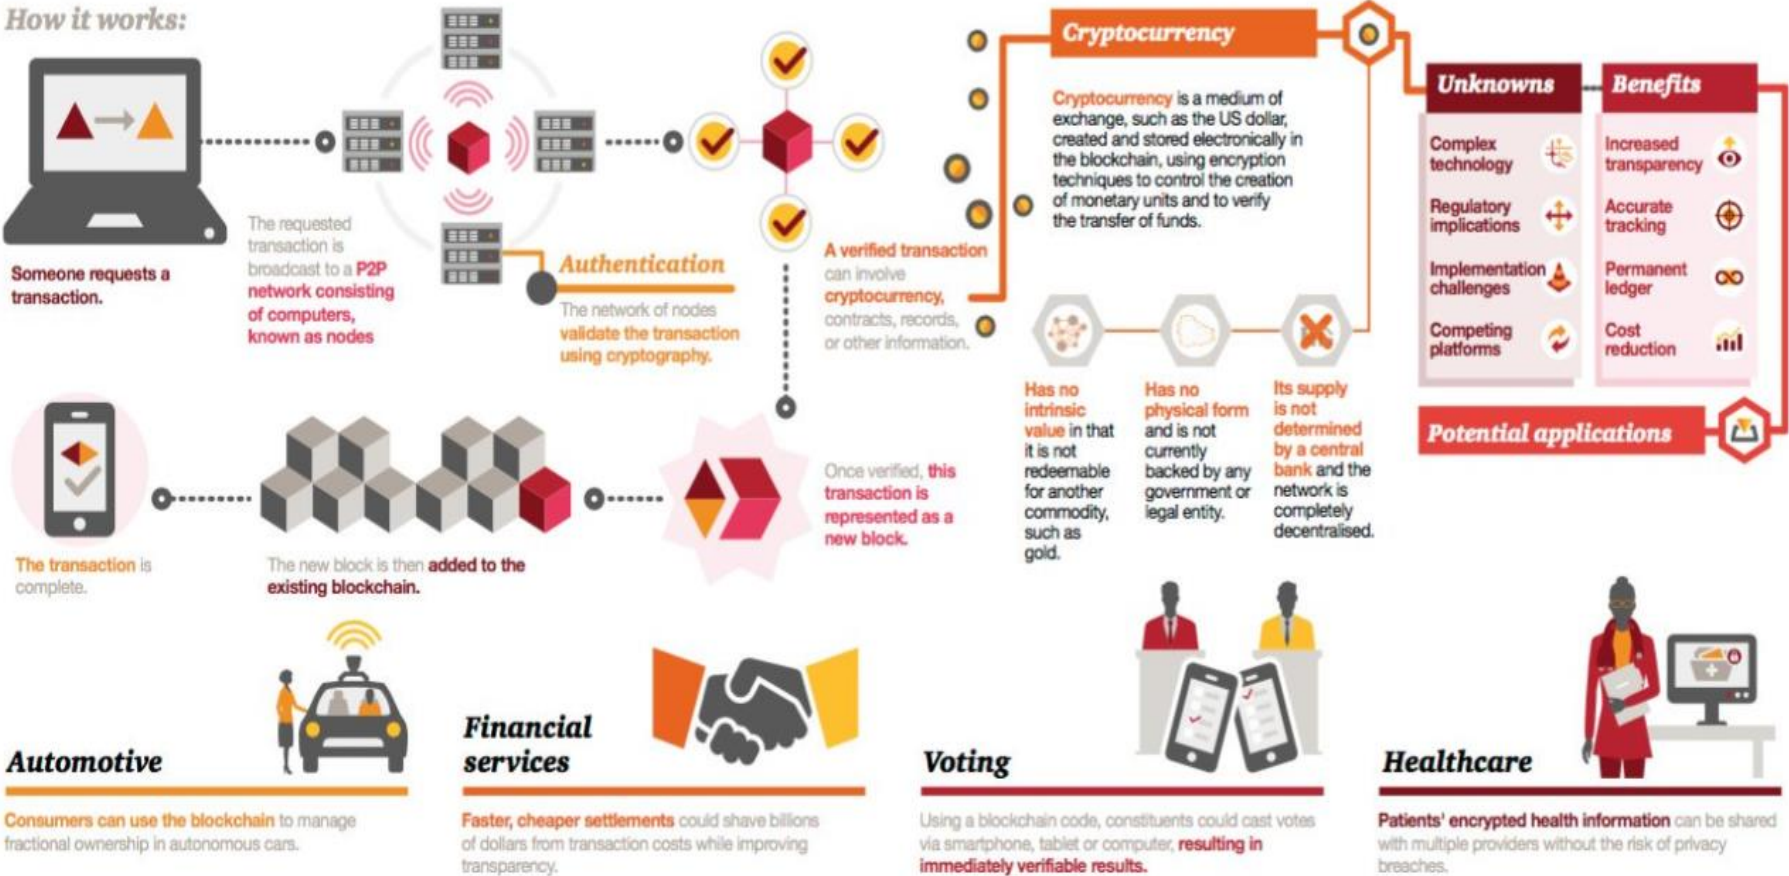 How it works:
Someone requests a
transaction.
The requested
transaction is
broadcast to a P2P
network consisting
of computers,
known as nodes
Authentication
The network of nodes
validate the transaction
using cryptography.
A verified transaction
can involve
cryptocurrency,
contracts, records,
or other information.
Cryptocurrency
Cryptocurrency is a medium of
exchange, such as the US dollar,
created and stored electronically in
the blockchain, using encryption
techniques to control the creation
of monetary units and to verify
the transfer of funds.
Has no
intrinsic
value in that
it is not
redeemable
for another
commodity,
such as
gold.
Has no
physical form
and is not
currently
backed by any
government or
legal entity.
Its supply
is not
determined
by a central
bank and the
network is
completely
decentralised.
Unknowns
Complex
technology
Regulatory
implications
Implementation
challenges
Competing
platforms
Benefits
Increased
transparency
Accurate
tracking
Permanent
ledger
Cost
reduction
Potential applications
Once verified, this
transaction is
represented as a
new block.
The new block is then added to the
existing blockchain.
The transaction is
complete.
Automotive
Consumers can use the blockchain to manage
fractional ownership in autonomous cars.
Financial
services
Faster, cheaper settlements could shave billions
of dollars from transaction costs while improving
transparency.
Voting
Using a blockchain code, constituents could cast votes
via smartphone, tablet or computer, resulting in
immediately verifiable results.
Healthcare
Patients' encrypted health information can be shared
with multiple providers without the risk of privacy
breaches.